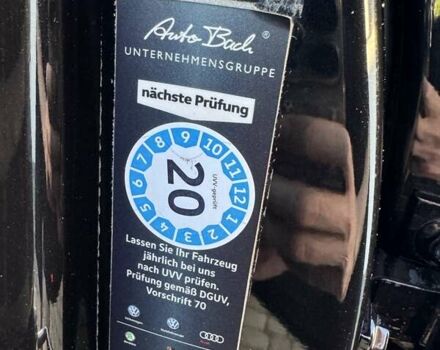 Auto Bach ®
UNTERNEHMENSGRUPPE
nächste Prüfung
7 8 9 10 11 12 1 2 3 4 5 6
20
UVV-geprüft
Lassen Sie Ihr Fahrzeug
jährlich bei uns
nach UVV prüfen.
Prüfung gemäß DGUV,
Vorschrift 70
Audi